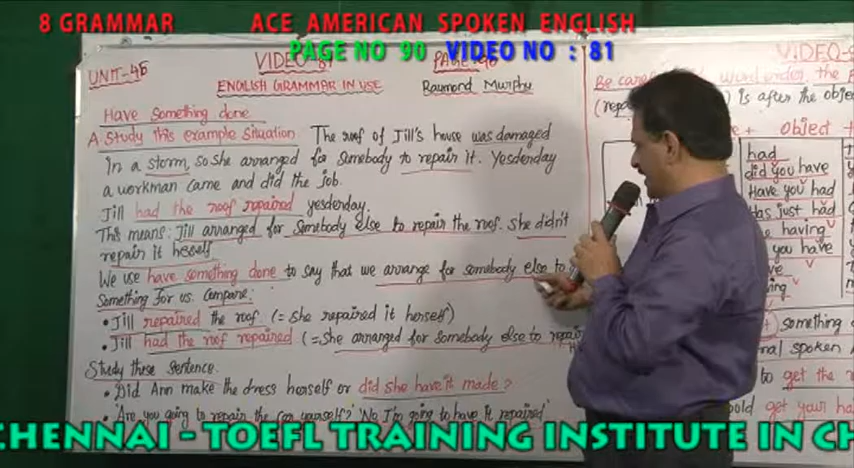 8 GRAMMAR ACE AMERICAN SPOKEN ENGLISH
PAGE NO 90 VIDEO NO : 81
UNIT-45 VIDEO-81 PAGE-90
ENGLISH GRAMMAR IN USE Raymond Murphy
Have Something done
A Study this example Situation The roof of Jill's house was damaged
In a storm, so she arranged for Somebody to repair it. Yesterday
a workman came and did the job.
Jill had the roof repaired yesterday.
This means: Jill arranged for Somebody else to repair the roof. She didn't
repair it herself
We use have something done to say that we arrange for somebody else to
Something for us. Compare:
• Jill repaired the roof. (= she repaired it herself)
• Jill had the roof repaired (= she arranged for somebody else to repair
Study these sentence.
• Did Ann make the dress herself or did she have it made?
• 'Are you going to repair the car yourself?' 'No I'm going to have it repaired'
VIDEO
Be careful word order. the
is after the object
+ Object +
had
did you have
Have you had
Has just had
having
you have
something
spoken
to get the
get your
CHENNAI - TOEFL TRAINING INSTITUTE IN CH